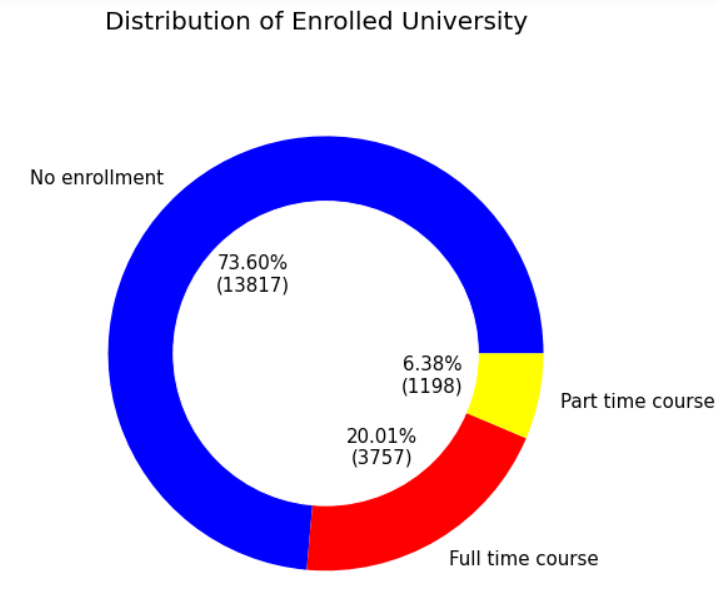 Distribution of Enrolled University
No enrollment
73.60%
(13817)
6.38%
(1198)
Part time course
20.01%
(3757)
Full time course